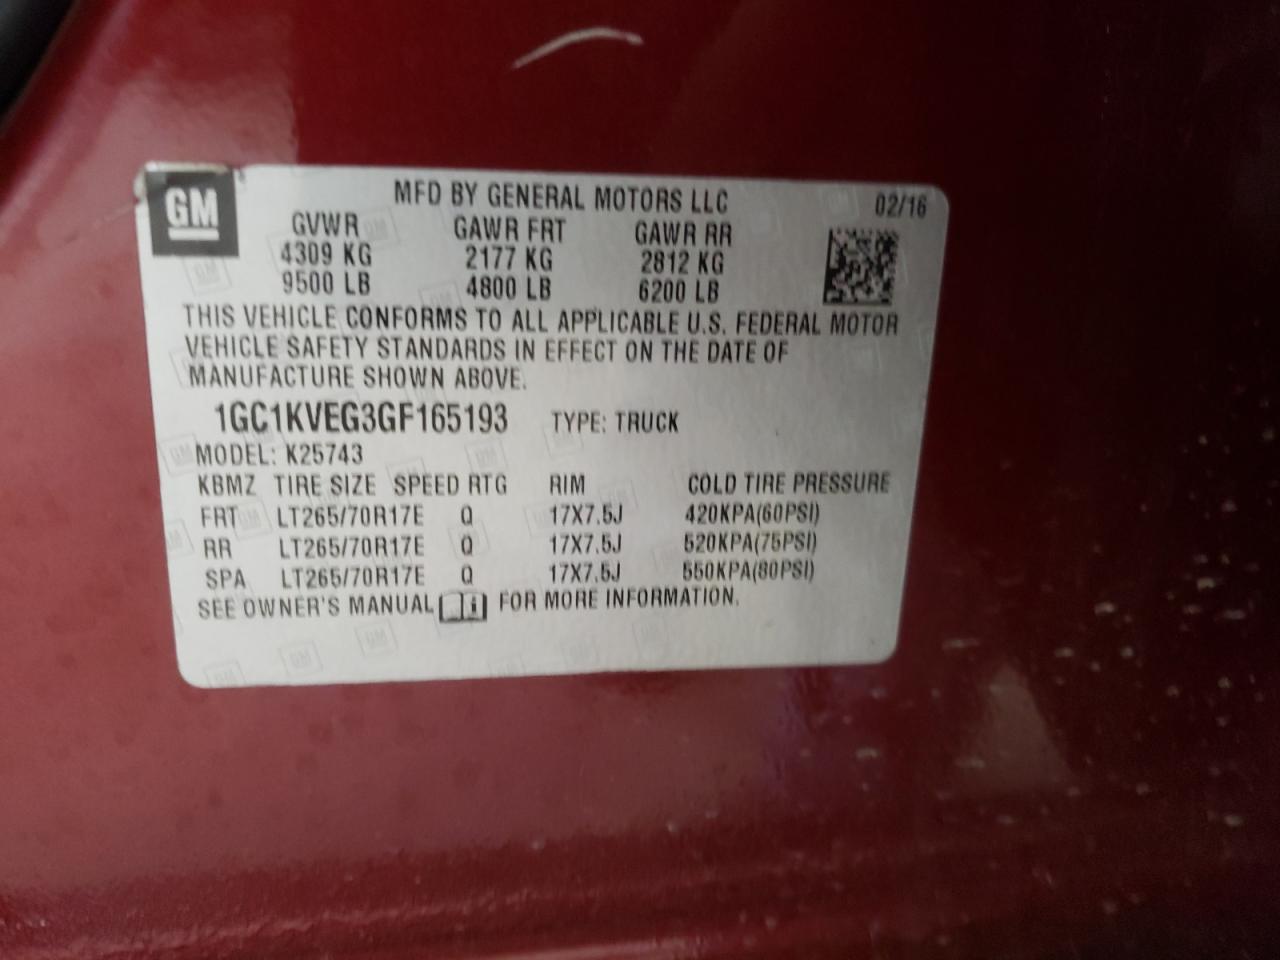 GM MFD BY GENERAL MOTORS LLC 02/16
GVWR GAWR FRT GAWR RR
4309 KG 2177 KG 2812 KG
9500 LB 4800 LB 6200 LB
THIS VEHICLE CONFORMS TO ALL APPLICABLE U.S. FEDERAL MOTOR
VEHICLE SAFETY STANDARDS IN EFFECT ON THE DATE OF
MANUFACTURE SHOWN ABOVE.
1GC1KVEG3GF165193 TYPE: TRUCK
MODEL: K25743
KBMZ TIRE SIZE SPEED RTG RIM COLD TIRE PRESSURE
FRT LT265/70R17E Q 17X7.5J 420KPA(60PSI)
RR LT265/70R17E Q 17X7.5J 520KPA(75PSI)
SPA LT265/70R17E Q 17X7.5J 550KPA(80PSI)
SEE OWNER'S MANUAL i FOR MORE INFORMATION.